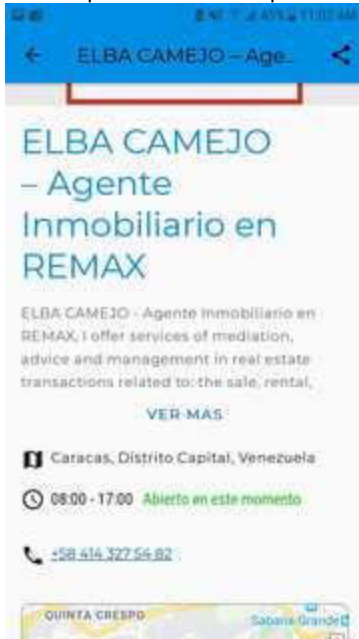 ELBA CAMEJO – Age...
ELBA CAMEJO
– Agente
Inmobiliario en
REMAX
ELBA CAMEJO - Agente Inmobiliario en
REMAX, I offer services of mediation,
advice and management in real estate
transactions related to: the sale, rental,
VER MAS
Caracas, Distrito Capital, Venezuela
08:00 - 17:00 Abierto en este momento
+58 414 327 54 82
QUINTA CRESPO
Sabana Grande